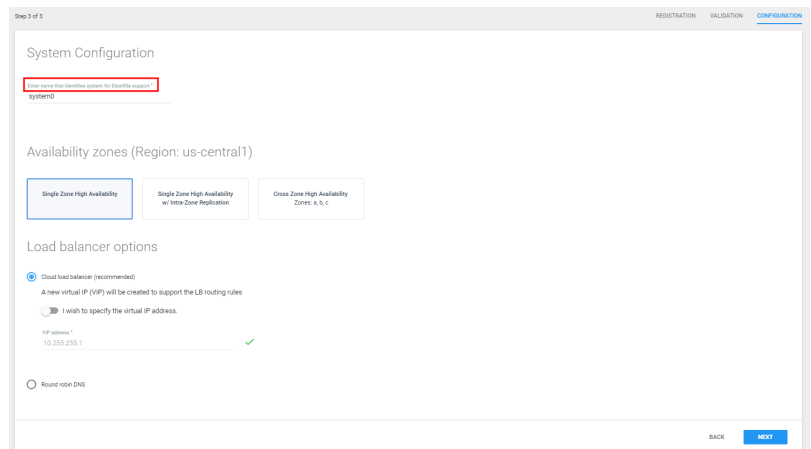 Step 3 of 3
REGISTRATION VALIDATION CONFIGURATION
System Configuration
Enter name that identifies system for Elastifile support *
system0
Availability zones (Region: us-central1)
Single Zone High Availability
Single Zone High Availability
w/ Intra-Zone Replication
Cross Zone High Availability
Zones: a, b, c
Load balancer options
Cloud load balancer (recommended)
A new virtual IP (VIP) will be created to support the LB routing rules
I wish to specify the virtual IP address.
VIP address *
10.255.255.1
Round robin DNS
BACK NEXT